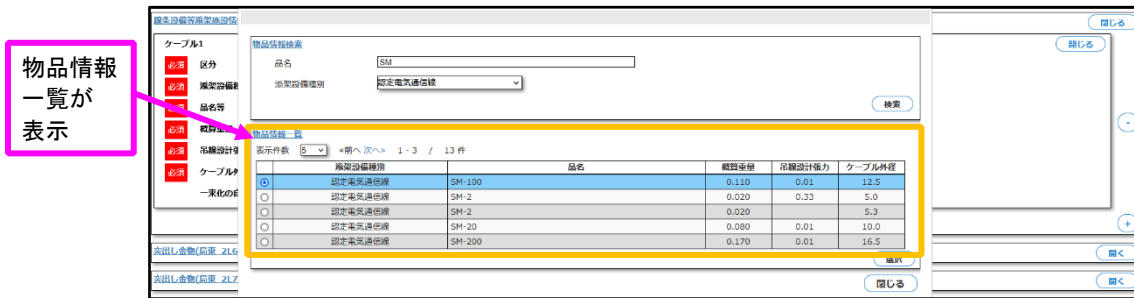 物品情報
一覧が
表示
線条設備等添架施設情
閉じる
ケーブル1
閉じる
必須 区分
必須 添架設備種
必須 品名等
必須 概算重量
必須 吊線設計張
必須 ケーブル外
一束化の自
物品情報検索
品名 SM
添架設備種別 認定電気通信線
検索
物品情報一覧
表示件数 5 «前へ 次へ» 1 - 3 / 13 件
添架設備種別 品名 概算重量 吊線設計張力 ケーブル外径
認定電気通信線 SM-100 0.110 0.01 12.5
認定電気通信線 SM-2 0.020 0.33 5.0
認定電気通信線 SM-2 0.020 5.3
認定電気通信線 SM-20 0.080 0.01 10.0
認定電気通信線 SM-200 0.170 0.01 16.5
選択
閉じる
-
+
突出し金物(局東 2L6
開く
突出し金物(局東 2L7
開く